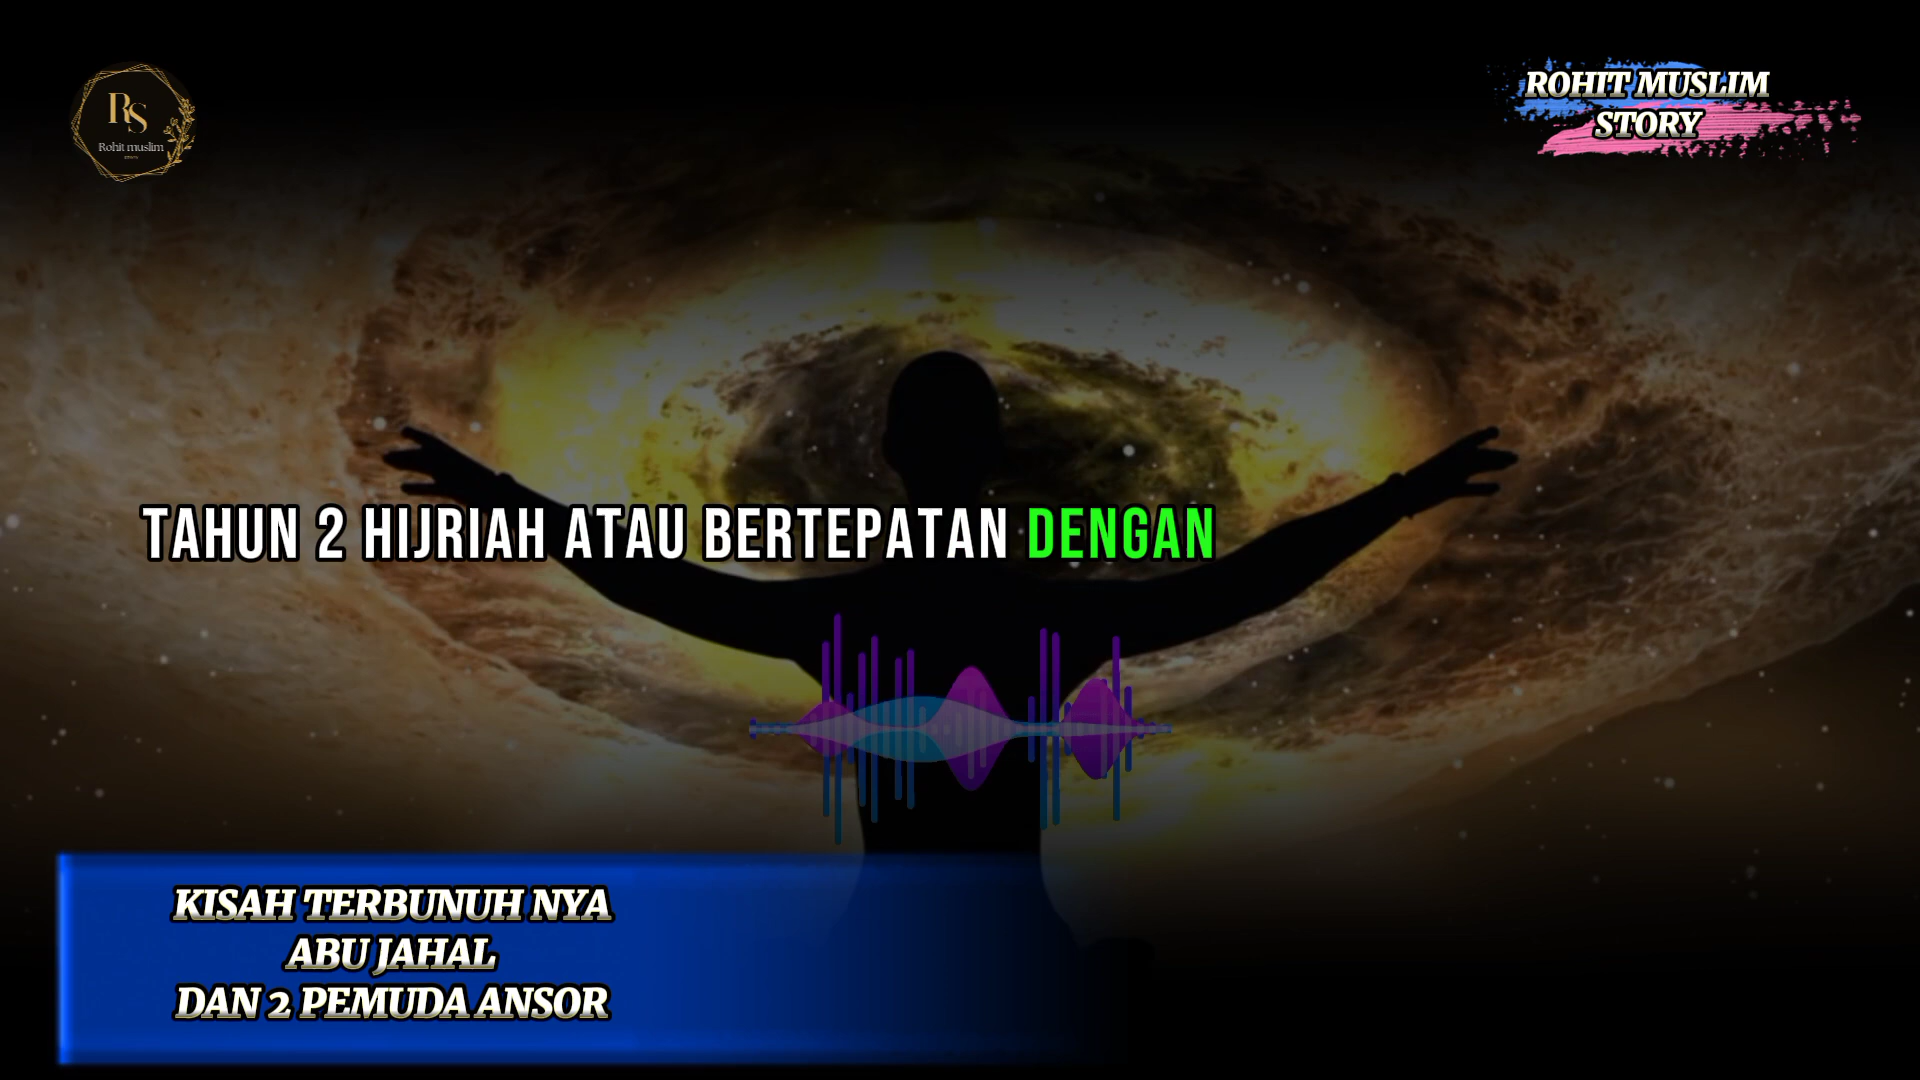 RS
Rohit muslim
ROHIT MUSLIM
STORY
TAHUN 2 HIJRIAH ATAU BERTEPATAN DENGAN
KISAH TERBUNUH NYA
ABU JAHAL
DAN 2 PEMUDA ANSOR